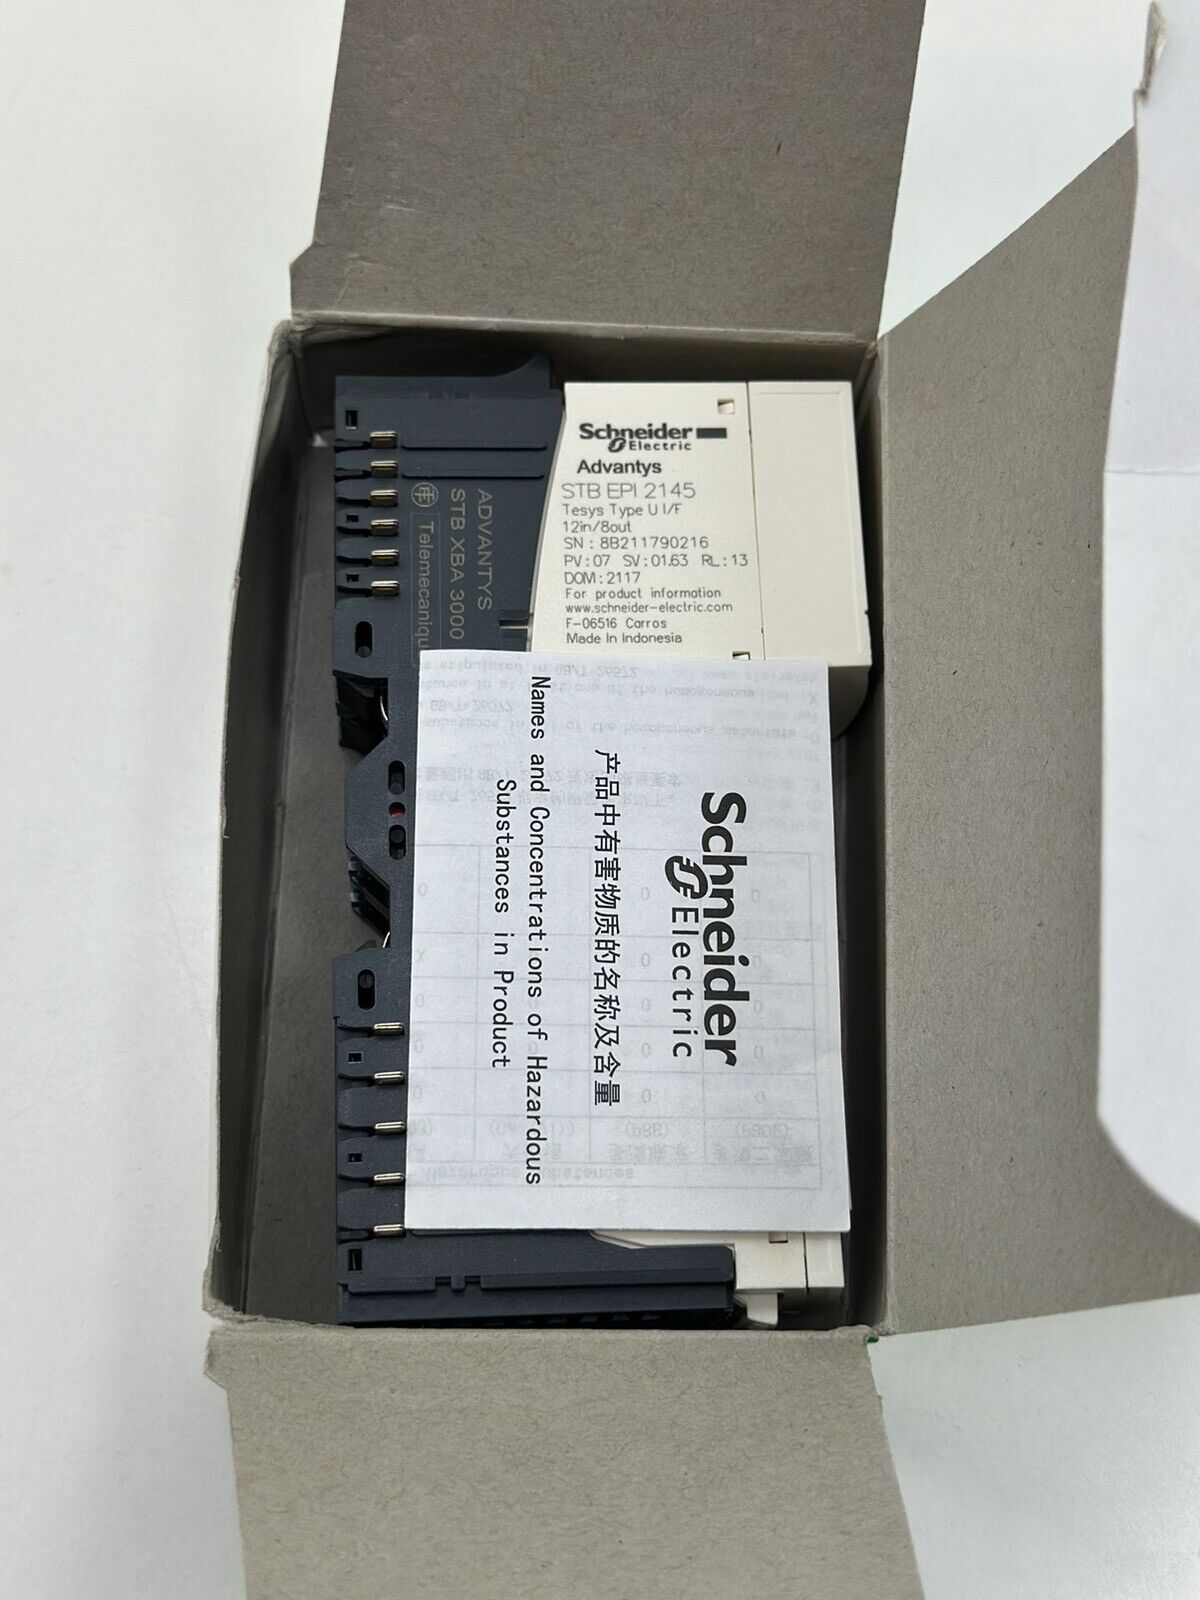 Schneider
Electric
Advantys
STB EPI 2145
Tesys Type U I/F
12in/8out
SN : 8B211790216
PV : 07 SV : 01.63 RL : 13
DOM : 2117
For product information
www.schneider-electric.com
F-06516 Carros
Made In Indonesia
ADVANTYS
STB XBA 3000
Telemecaniqu
Schneider
Electric
产品中有害物质的名称及含量
Names and Concentrations of Hazardous
Substances in Product